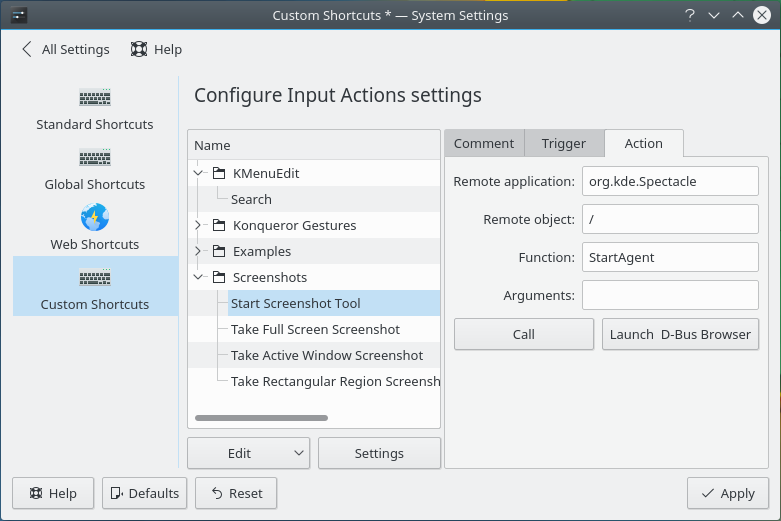 Custom Shortcuts * — System Settings
?
All Settings
Help
Standard Shortcuts
Global Shortcuts
Web Shortcuts
Custom Shortcuts
Configure Input Actions settings
Name
KMenuEdit
Search
Konqueror Gestures
Examples
Screenshots
Start Screenshot Tool
Take Full Screen Screenshot
Take Active Window Screenshot
Take Rectangular Region Screensh
Edit
Settings
Comment
Trigger
Action
Remote application:
org.kde.Spectacle
Remote object:
/
Function:
StartAgent
Arguments:
Call
Launch D-Bus Browser
Help
Defaults
Reset
Apply